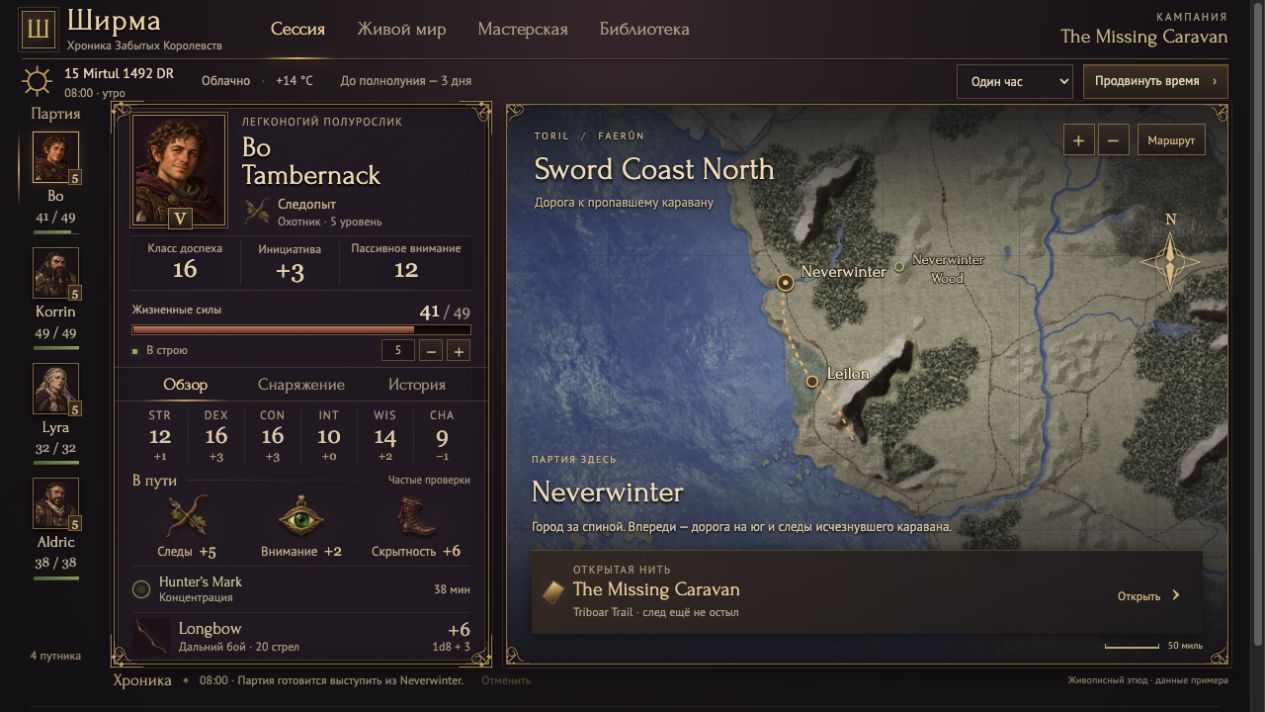 Ш
Ширма
Хроника Забытых Королевств
Сессия
Живой мир
Мастерская
Библиотека
КАМПАНИЯ
The Missing Caravan
15 Mirtul 1492 DR
08:00 · утро
Облачно · +14 °C
До полнолуния — 3 дня
Один час
Продвинуть время ›
Партия
5
Bo
41 / 49
5
Korrin
49 / 49
5
Lyra
32 / 32
5
Aldric
38 / 38
4 путника
V
ЛЕГКОНОГИЙ ПОЛУРОСЛИК
Bo
Tambernack
Следопыт
Охотник · 5 уровень
Класс доспеха
16
Инициатива
+3
Пассивное внимание
12
Жизненные силы
41 / 49
В строю
5
−
+
Обзор
Снаряжение
История
STR
12
+1
DEX
16
+3
CON
16
+3
INT
10
+0
WIS
14
+2
CHA
9
−1
В пути
Частые проверки
Следы +5
Внимание +2
Скрытность +6
Hunter's Mark
Концентрация
38 мин
Longbow
Дальний бой · 20 стрел
+6
1d8 + 3
TORIL / FAERÛN
Sword Coast North
Дорога к пропавшему каравану
+
−
Маршрут
N
Neverwinter
Neverwinter
Wood
Leilon
ПАРТИЯ ЗДЕСЬ
Neverwinter
Город за спиной. Впереди — дорога на юг и следы исчезнувшего каравана.
ОТКРЫТАЯ НИТЬ
The Missing Caravan
Triboar Trail · след ещё не остыл
Открыть ›
50 миль
Хроника
08:00 · Партия готовится выступить из Neverwinter.
Отменить
Живописный этюд · данные примера